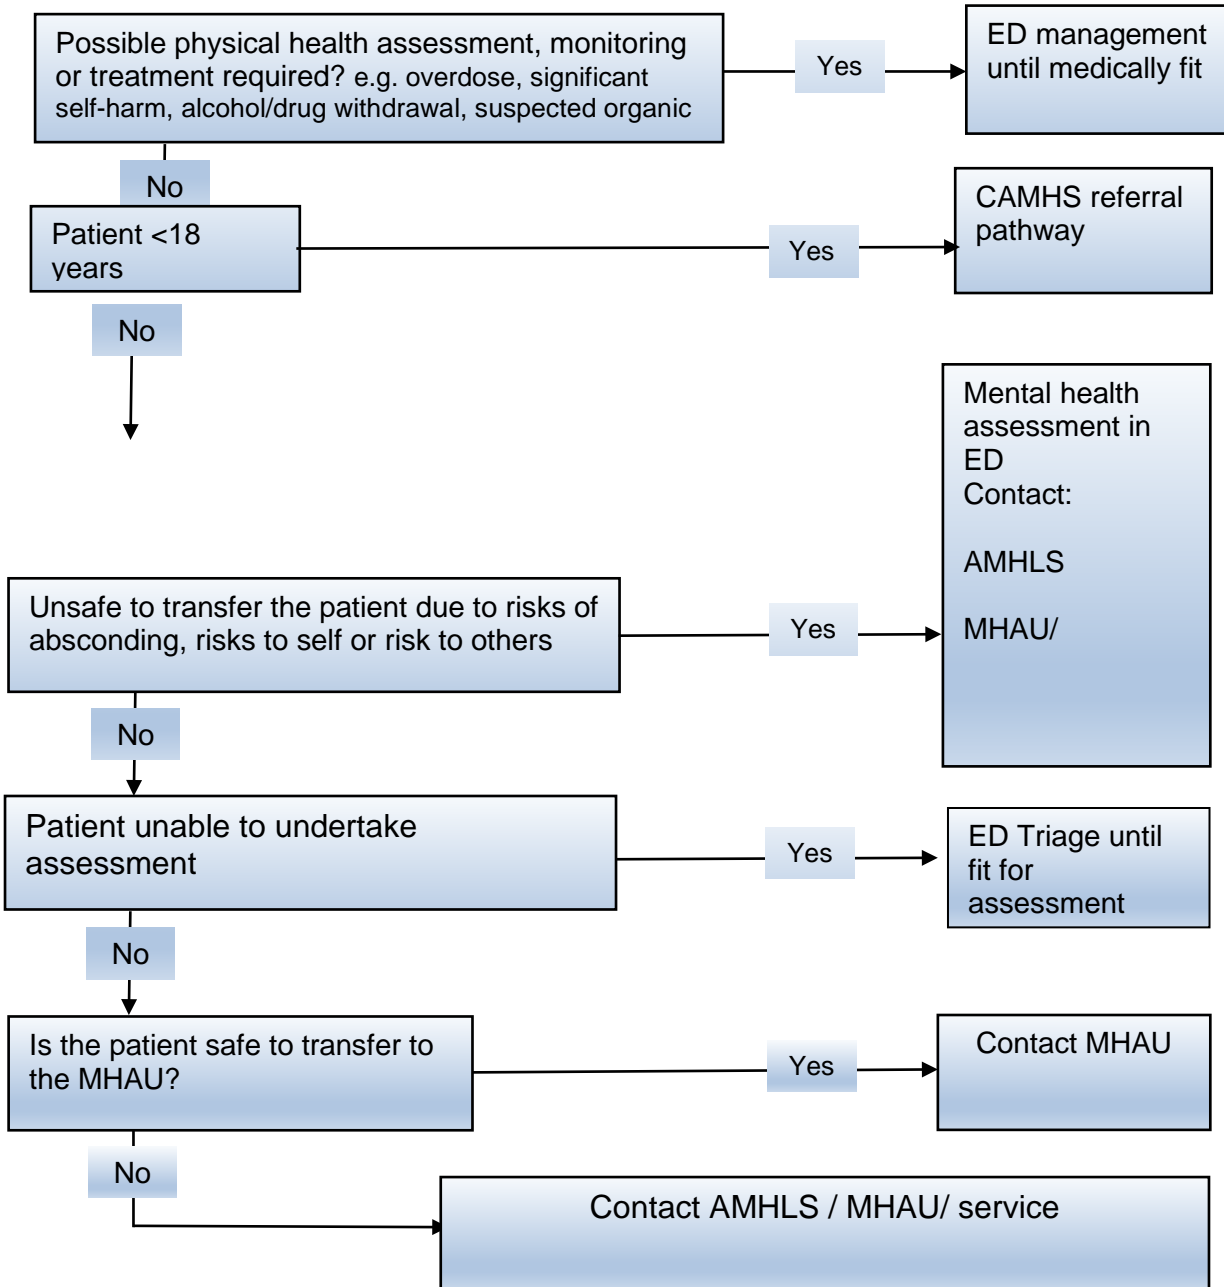 Possible physical health assessment, monitoring
or treatment required? e.g. overdose, significant
self-harm, alcohol/drug withdrawal, suspected organic
Yes
ED management
until medically fit
No
Patient <18
years
Yes
CAMHS referral
pathway
No
Mental health
assessment in
ED
Contact:
AMHLS
MHAU/
Unsafe to transfer the patient due to risks of
absconding, risks to self or risk to others
Yes
No
Patient unable to undertake
assessment
Yes
ED Triage until
fit for
assessment
No
Is the patient safe to transfer to
the MHAU?
Yes
Contact MHAU
No
Contact AMHLS / MHAU/ service